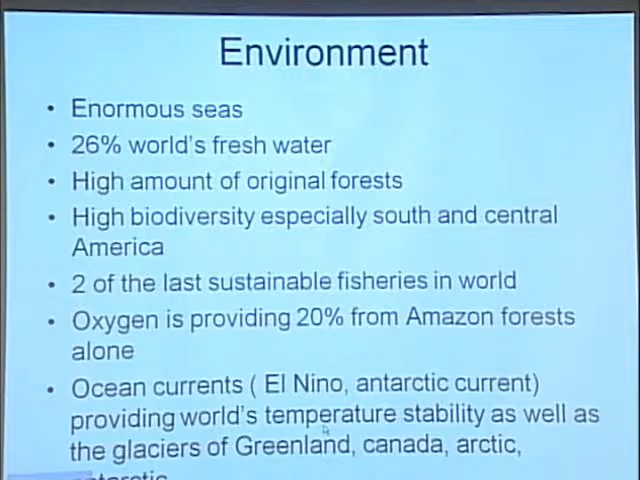 Environment
• Enormous seas
• 26% world's fresh water
• High amount of original forests
• High biodiversity especially south and central
America
• 2 of the last sustainable fisheries in world
• Oxygen is providing 20% from Amazon forests
alone
• Ocean currents ( El Nino, antarctic current)
providing world's temperature stability as well as
the glaciers of Greenland, canada, arctic,